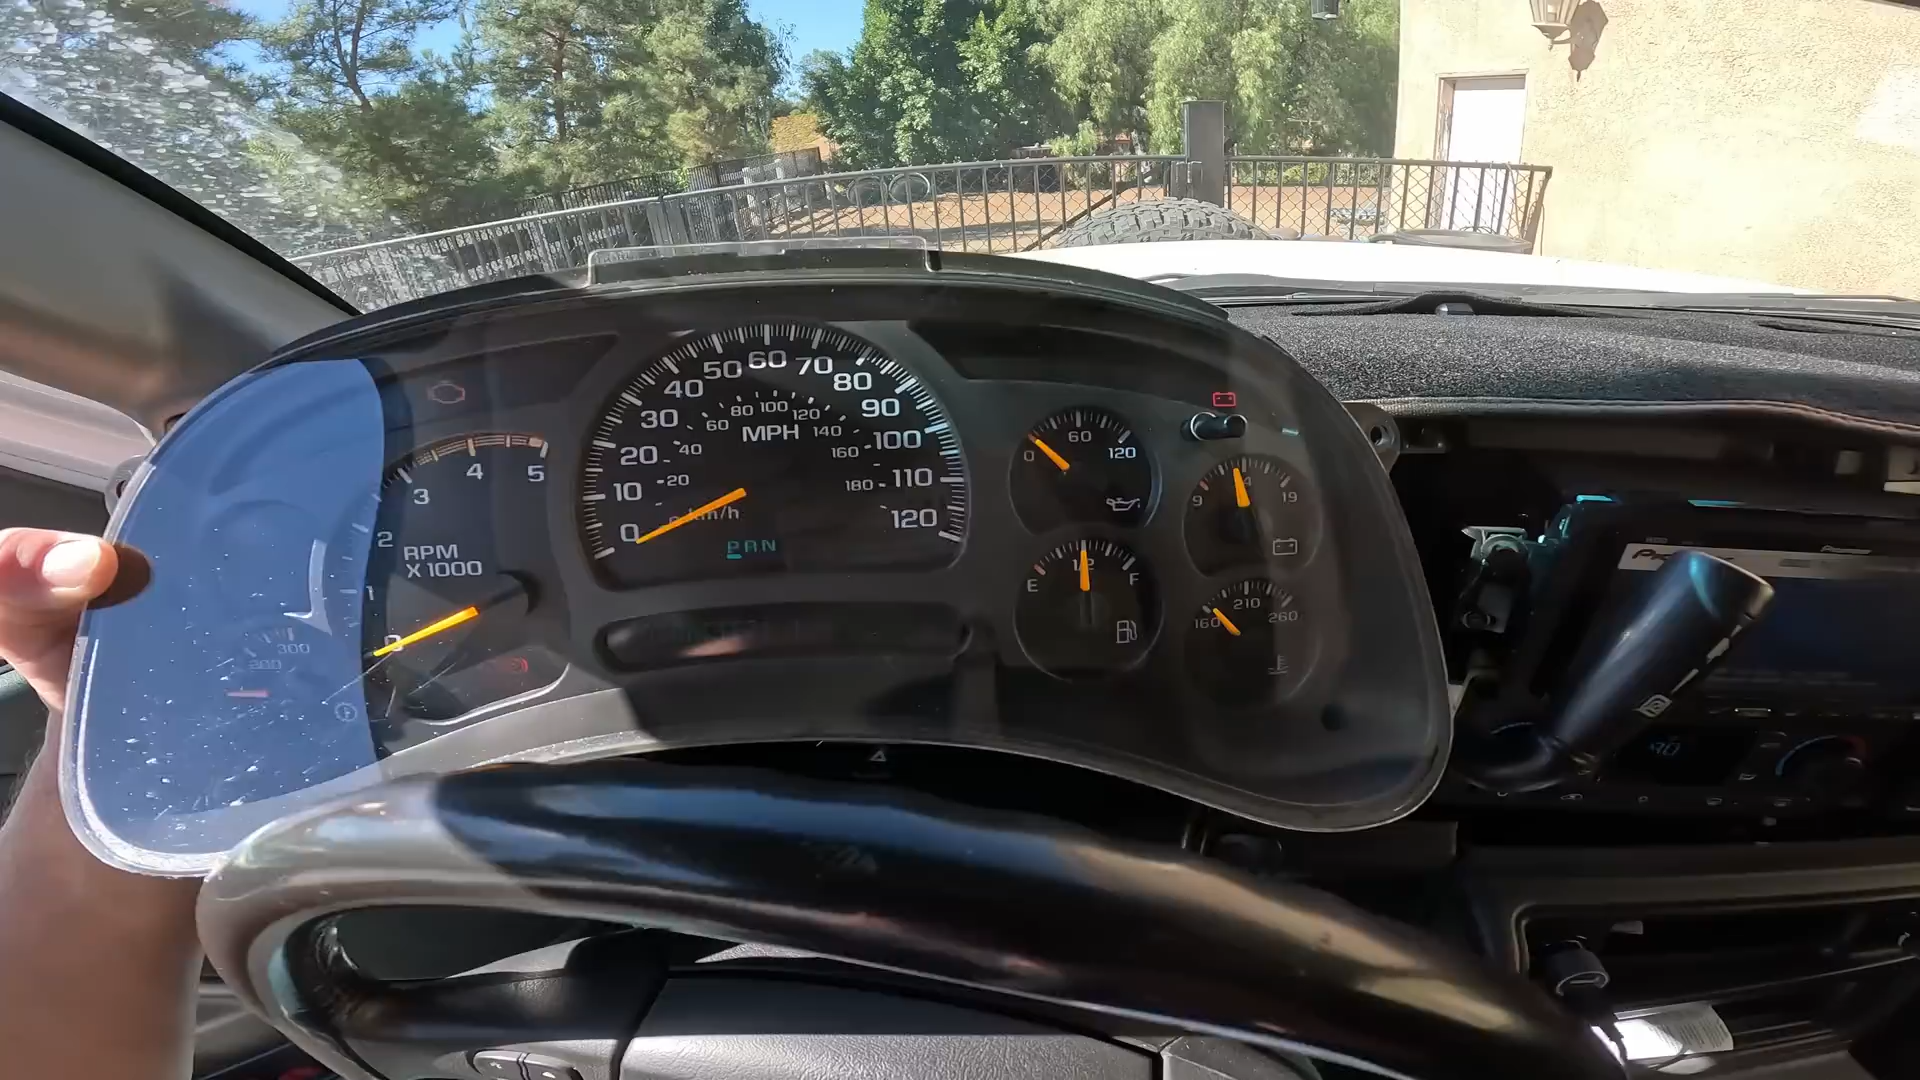 50 60 70
40 80
30 80 100 120 90
60 MPH 140
20 40 160 100
10 20 180 110
0 km/h 120
PRN
3 4 5
2 RPM
X 1000
1
0
0 60 120
9 19
E 1/2 F
160 210 260
300
200